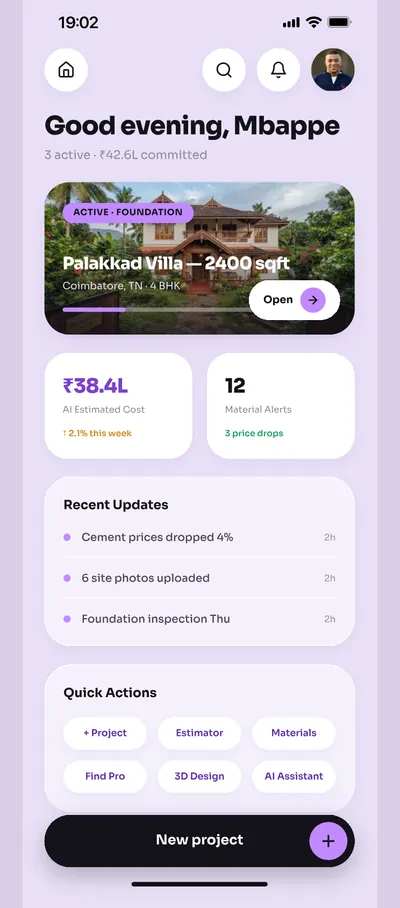 19:02
Good evening, Mbappe
3 active · ₹42.6L committed
ACTIVE · FOUNDATION
Palakkad Villa — 2400 sqft
Coimbatore, TN · 4 BHK
Open
₹38.4L
AI Estimated Cost
↑ 2.1% this week
12
Material Alerts
3 price drops
Recent Updates
Cement prices dropped 4% 2h
6 site photos uploaded 2h
Foundation inspection Thu 2h
Quick Actions
+ Project
Estimator
Materials
Find Pro
3D Design
AI Assistant
New project